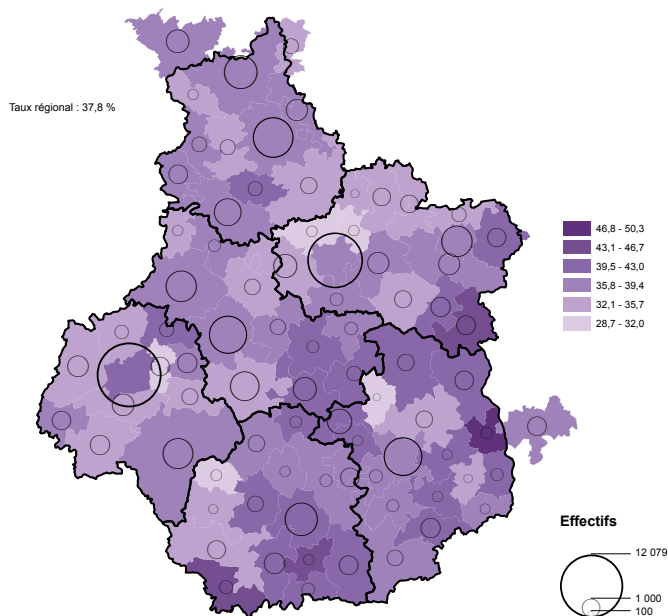 Taux régional : 37,8 %
46,8 - 50,3
43,1 - 46,7
39,5 - 43,0
35,8 - 39,4
32,1 - 35,7
28,7 - 32,0
Effectifs
12 079
1 000
100